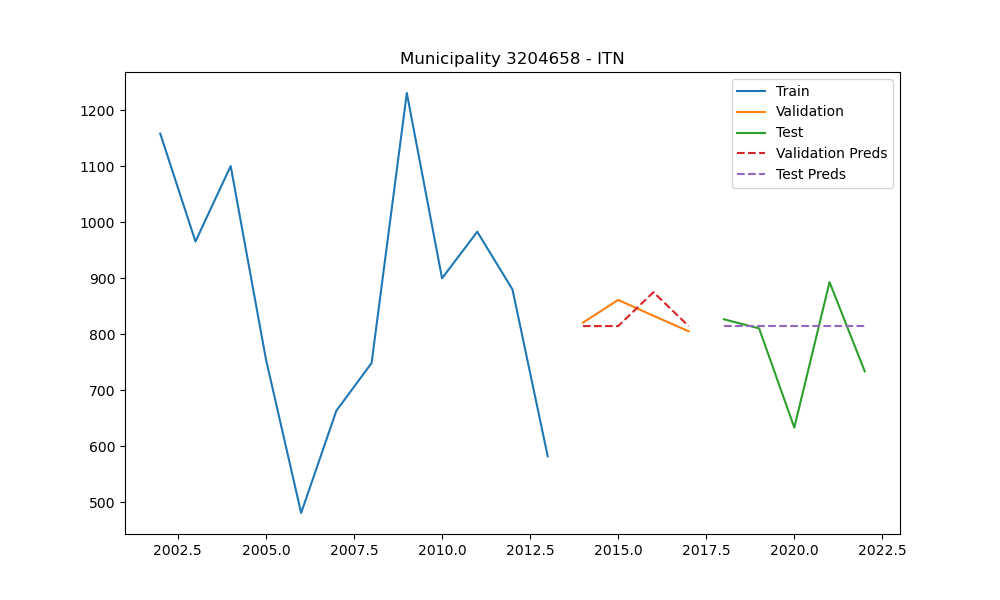 Municipality 3204658 - ITN
Train
Validation
Test
Validation Preds
Test Preds
1200
1100
1000
900
800
700
600
500
2002.5 2005.0 2007.5 2010.0 2012.5 2015.0 2017.5 2020.0 2022.5